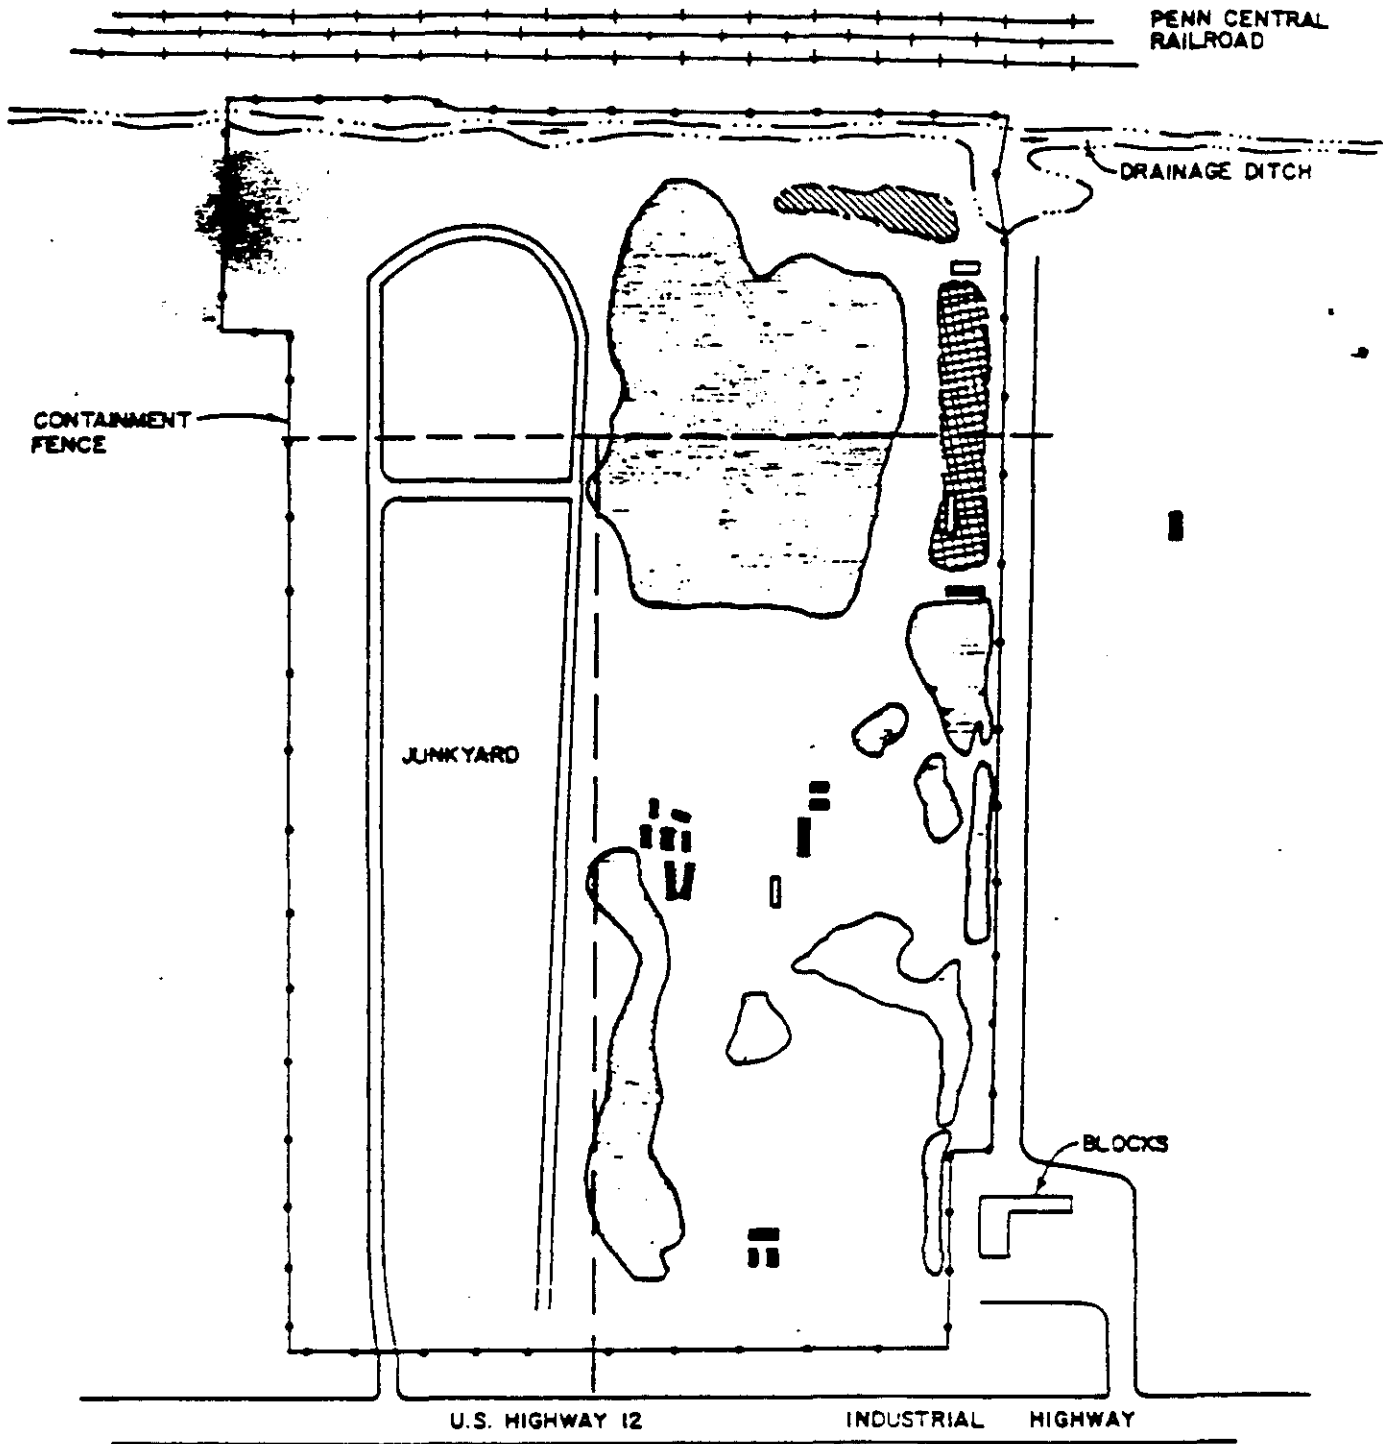 PENN CENTRAL
RAILROAD
DRAINAGE DITCH
CONTAINMENT
FENCE
JUNKYARD
BLOCKS
U.S. HIGHWAY 12 INDUSTRIAL HIGHWAY